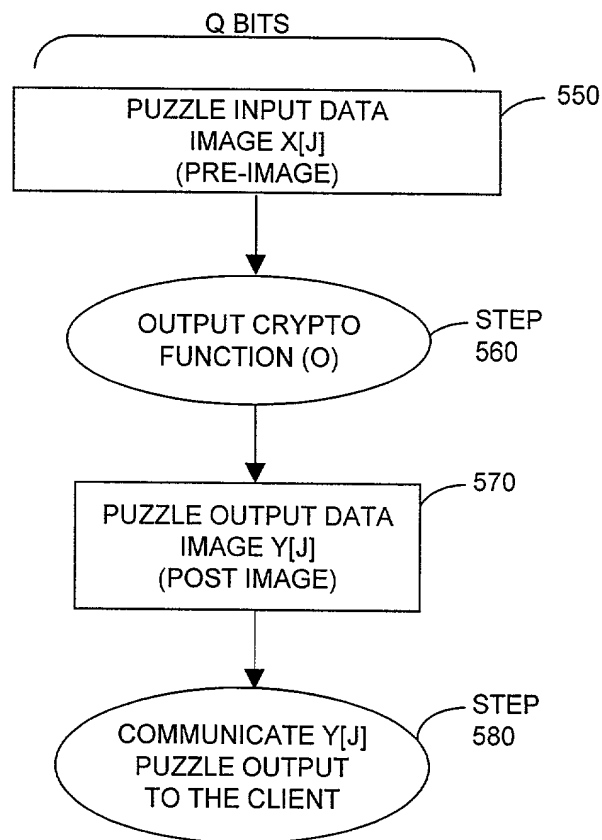 Q BITS
550
PUZZLE INPUT DATA
IMAGE X[J]
(PRE-IMAGE)
OUTPUT CRYPTO
FUNCTION (O)
STEP
560
570
PUZZLE OUTPUT DATA
IMAGE Y[J]
(POST IMAGE)
STEP
580
COMMUNICATE Y[J]
PUZZLE OUTPUT
TO THE CLIENT